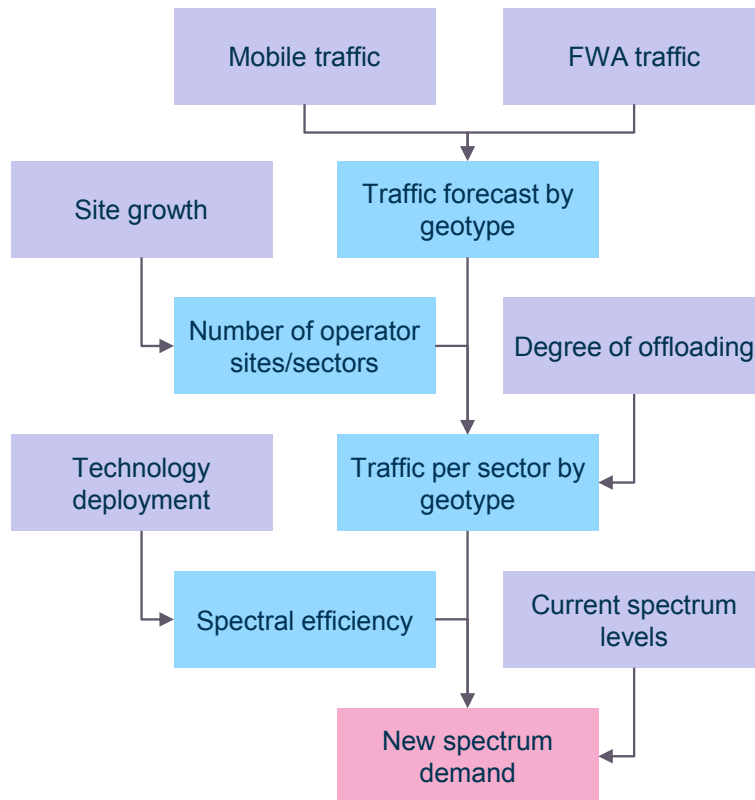 Mobile traffic
FWA traffic
Traffic forecast by
geotype
Site growth
Number of operator
sites/sectors
Degree of offloading
Technology
deployment
Traffic per sector by
geotype
Spectral efficiency
Current spectrum
levels
New spectrum
demand